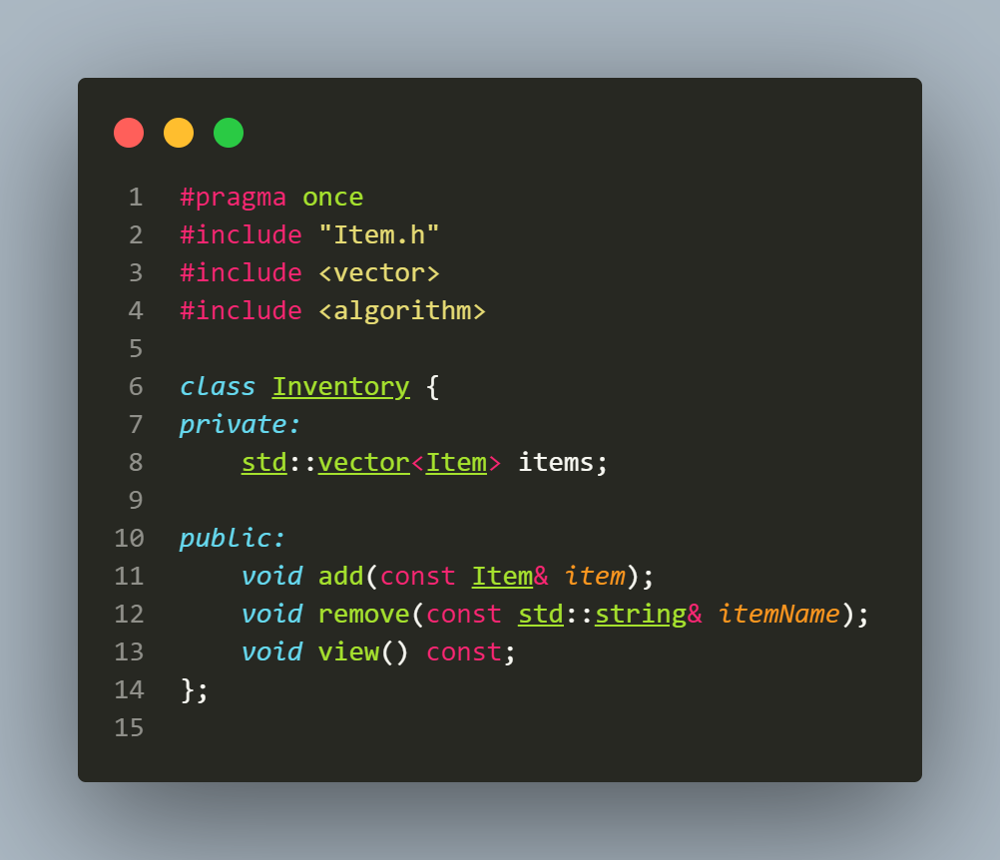 1 #pragma once
2 #include "Item.h"
3 #include <vector>
4 #include <algorithm>
5
6 class Inventory {
7 private:
8     std::vector<Item> items;
9
10 public:
11     void add(const Item& item);
12     void remove(const std::string& itemName);
13     void view() const;
14 };
15